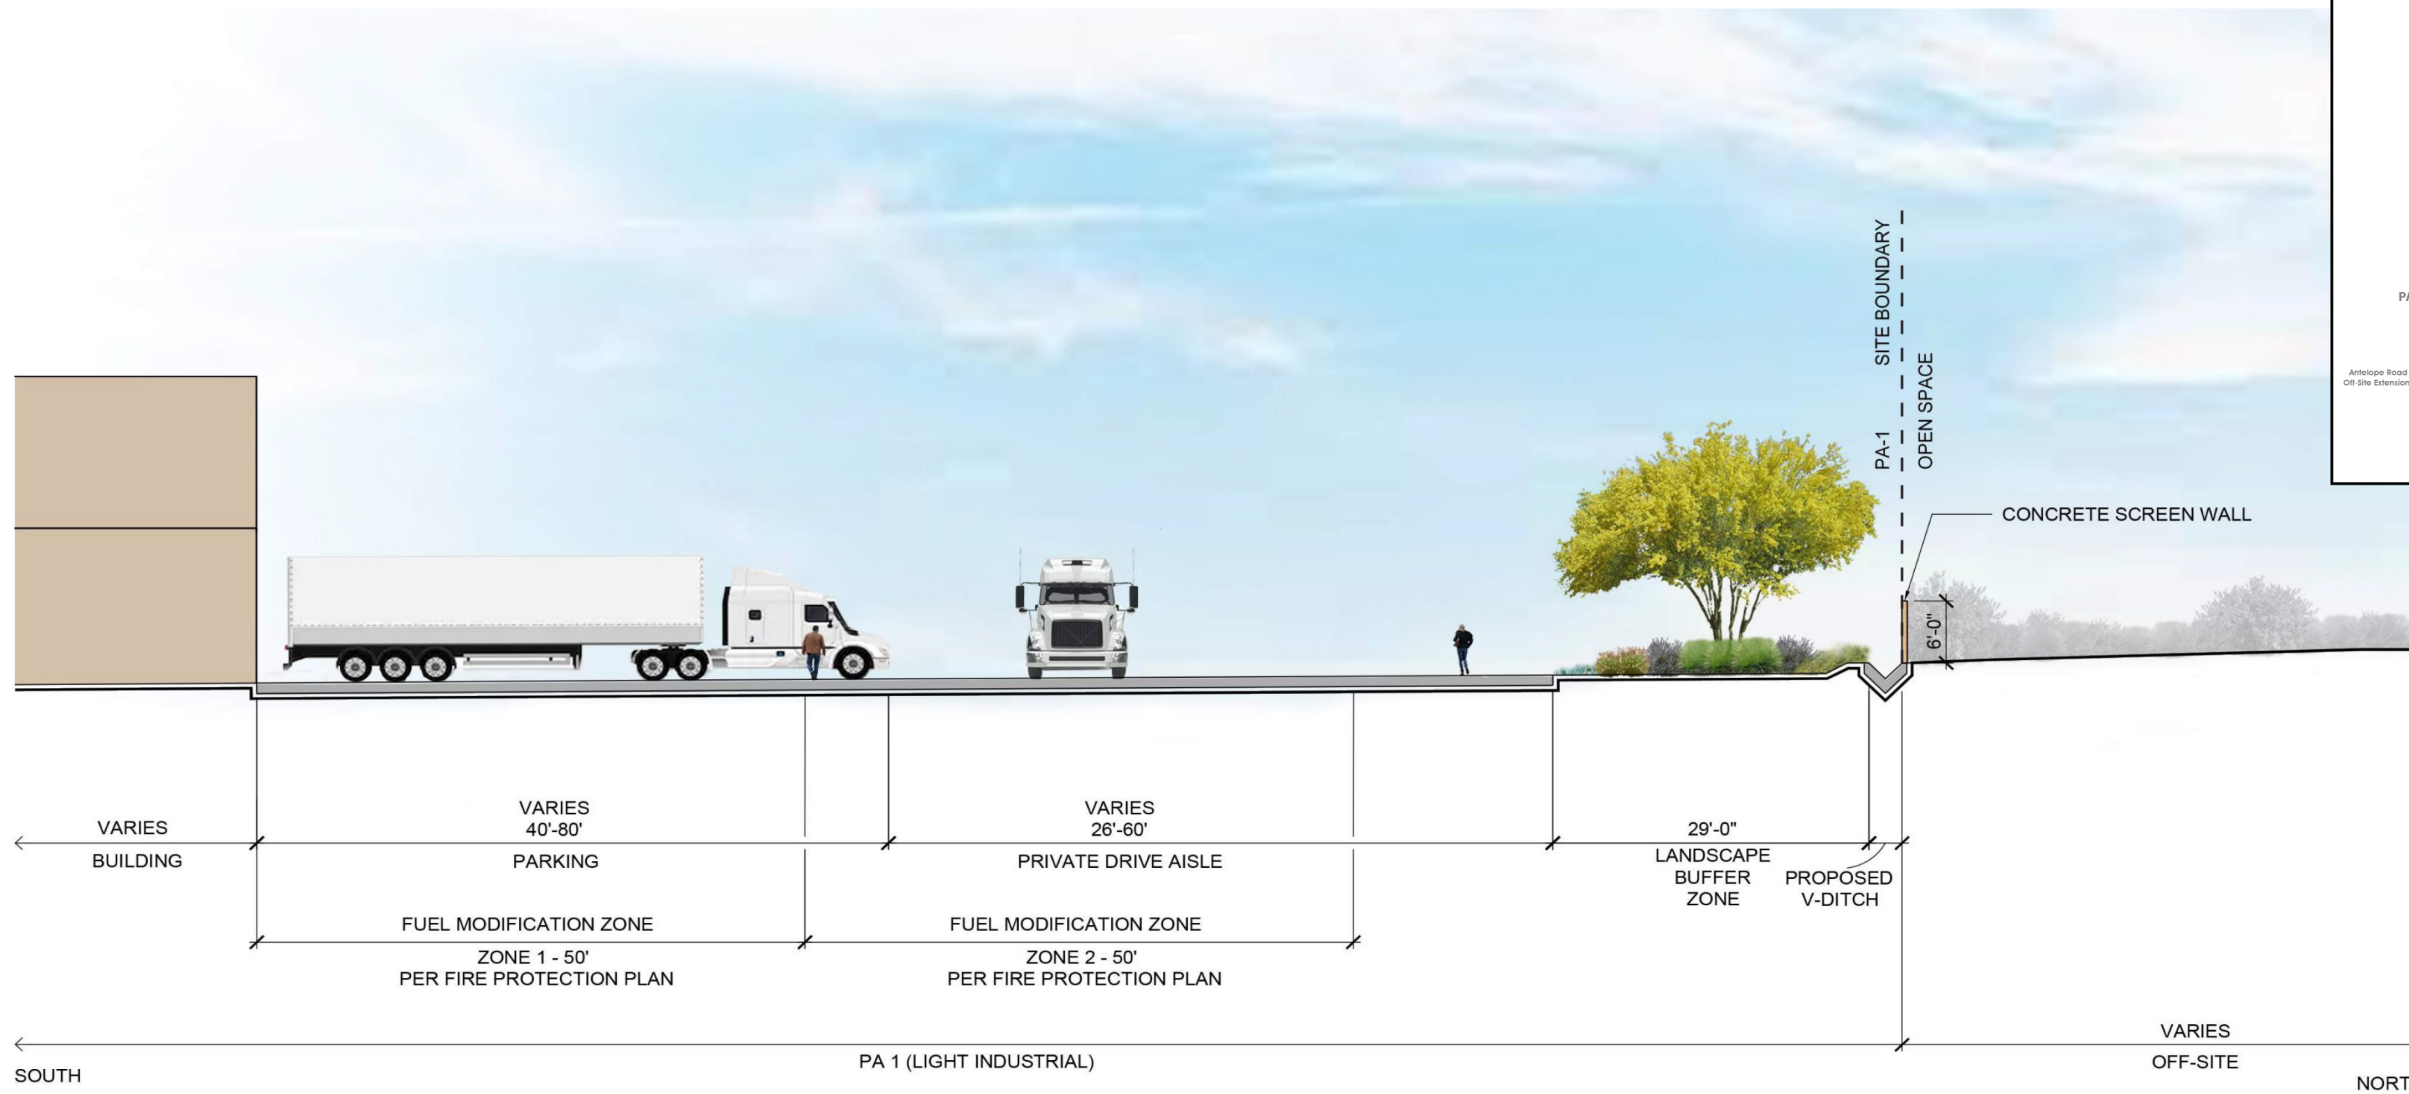 PA-1
SITE BOUNDARY
OPEN SPACE
Antelope Road
Off-Site Extension
CONCRETE SCREEN WALL
6'-0"
VARIES
BUILDING
VARIES
40'-80'
PARKING
VARIES
26'-60'
PRIVATE DRIVE AISLE
29'-0"
LANDSCAPE
BUFFER
ZONE
PROPOSED
V-DITCH
FUEL MODIFICATION ZONE
ZONE 1 - 50'
PER FIRE PROTECTION PLAN
FUEL MODIFICATION ZONE
ZONE 2 - 50'
PER FIRE PROTECTION PLAN
PA 1 (LIGHT INDUSTRIAL)
VARIES
OFF-SITE
SOUTH